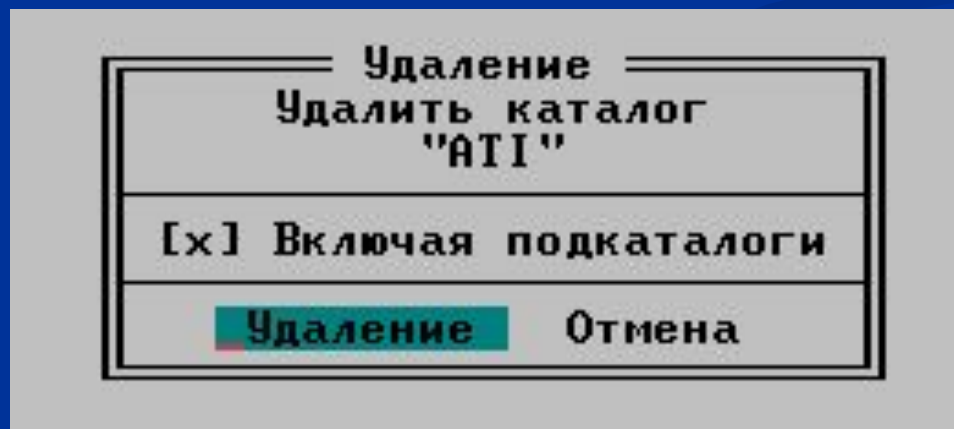 Удаление
Удалить каталог
"ATI"
[x] Включая подкаталоги
Удаление Отмена